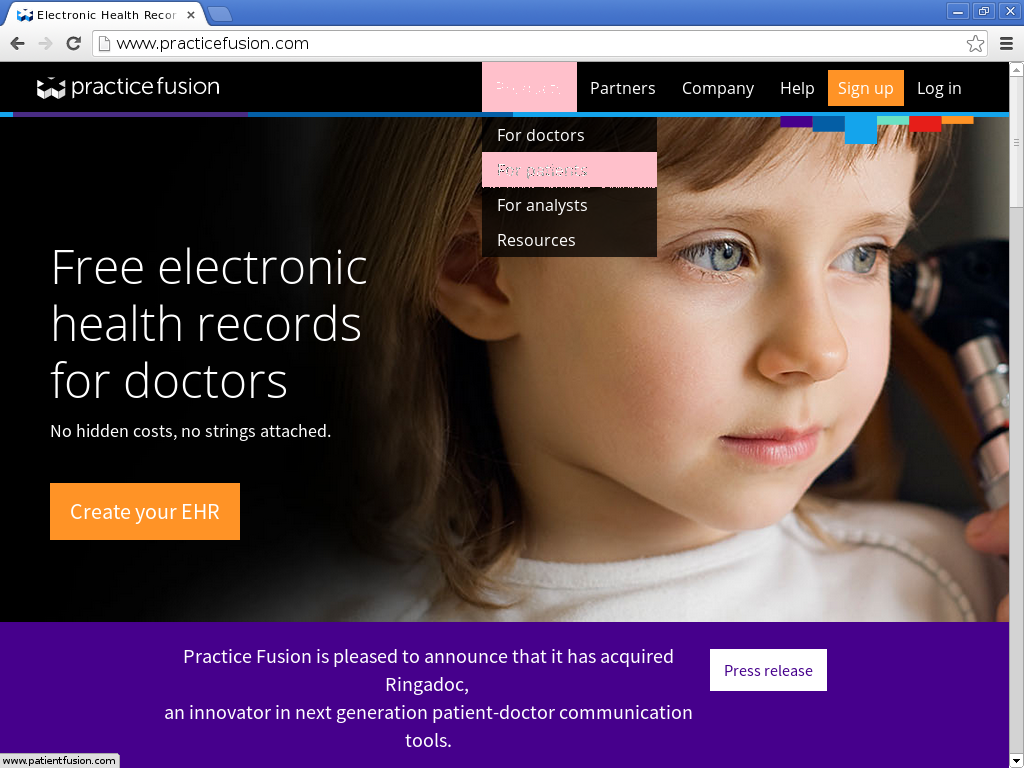 Electronic Health Recor
www.practicefusion.com
practice fusion
Partners Company Help Sign up Log in
For doctors
For patients
For analysts
Resources
Free electronic
health records
for doctors
No hidden costs, no strings attached.
Create your EHR
Practice Fusion is pleased to announce that it has acquired
Ringadoc,
an innovator in next generation patient-doctor communication
tools.
Press release
www.patientfusion.com